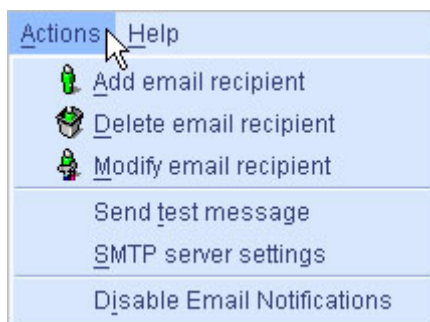 Actions Help
Add email recipient
Delete email recipient
Modify email recipient
Send test message
SMTP server settings
Disable Email Notifications